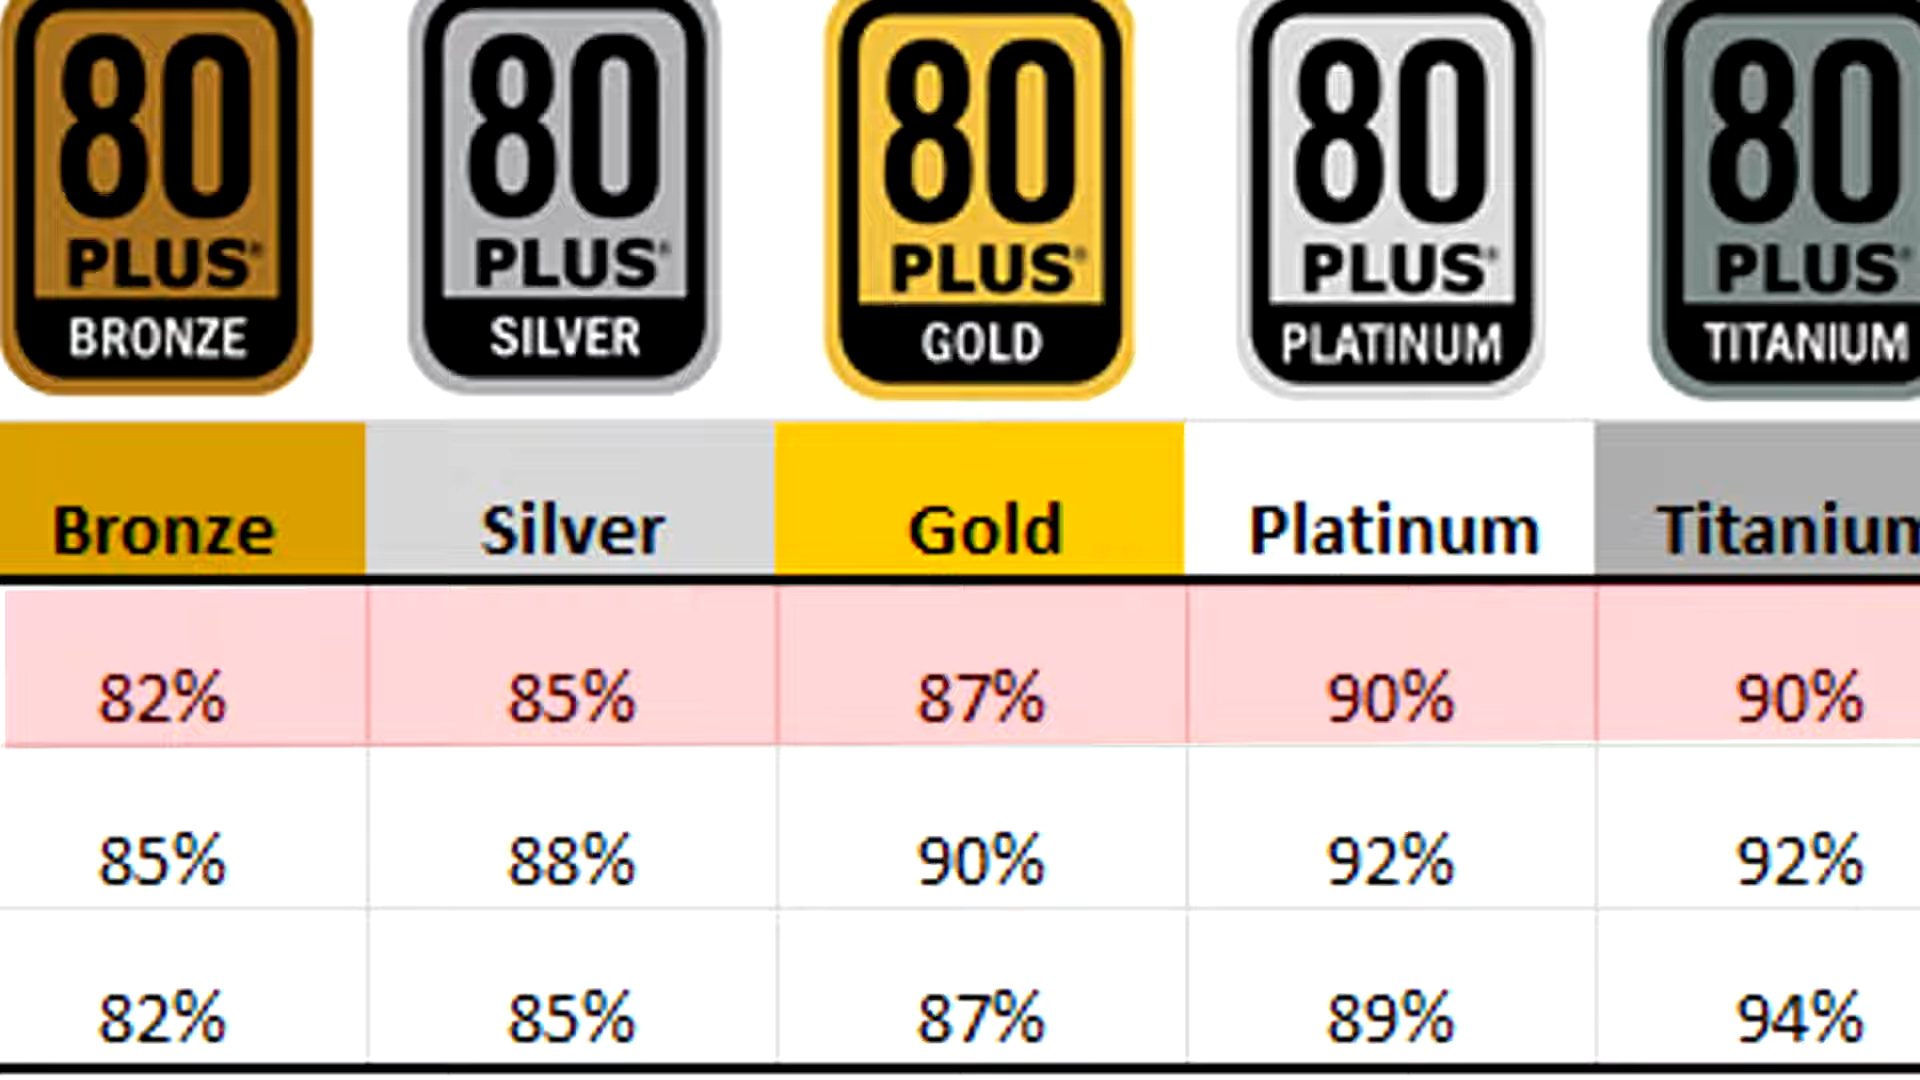 80 80 80 80 80
PLUS® PLUS® PLUS® PLUS® PLUS®
BRONZE SILVER GOLD PLATINUM TITANIUM
Bronze Silver Gold Platinum Titanium
82% 85% 87% 90% 90%
85% 88% 90% 92% 92%
82% 85% 87% 89% 94%